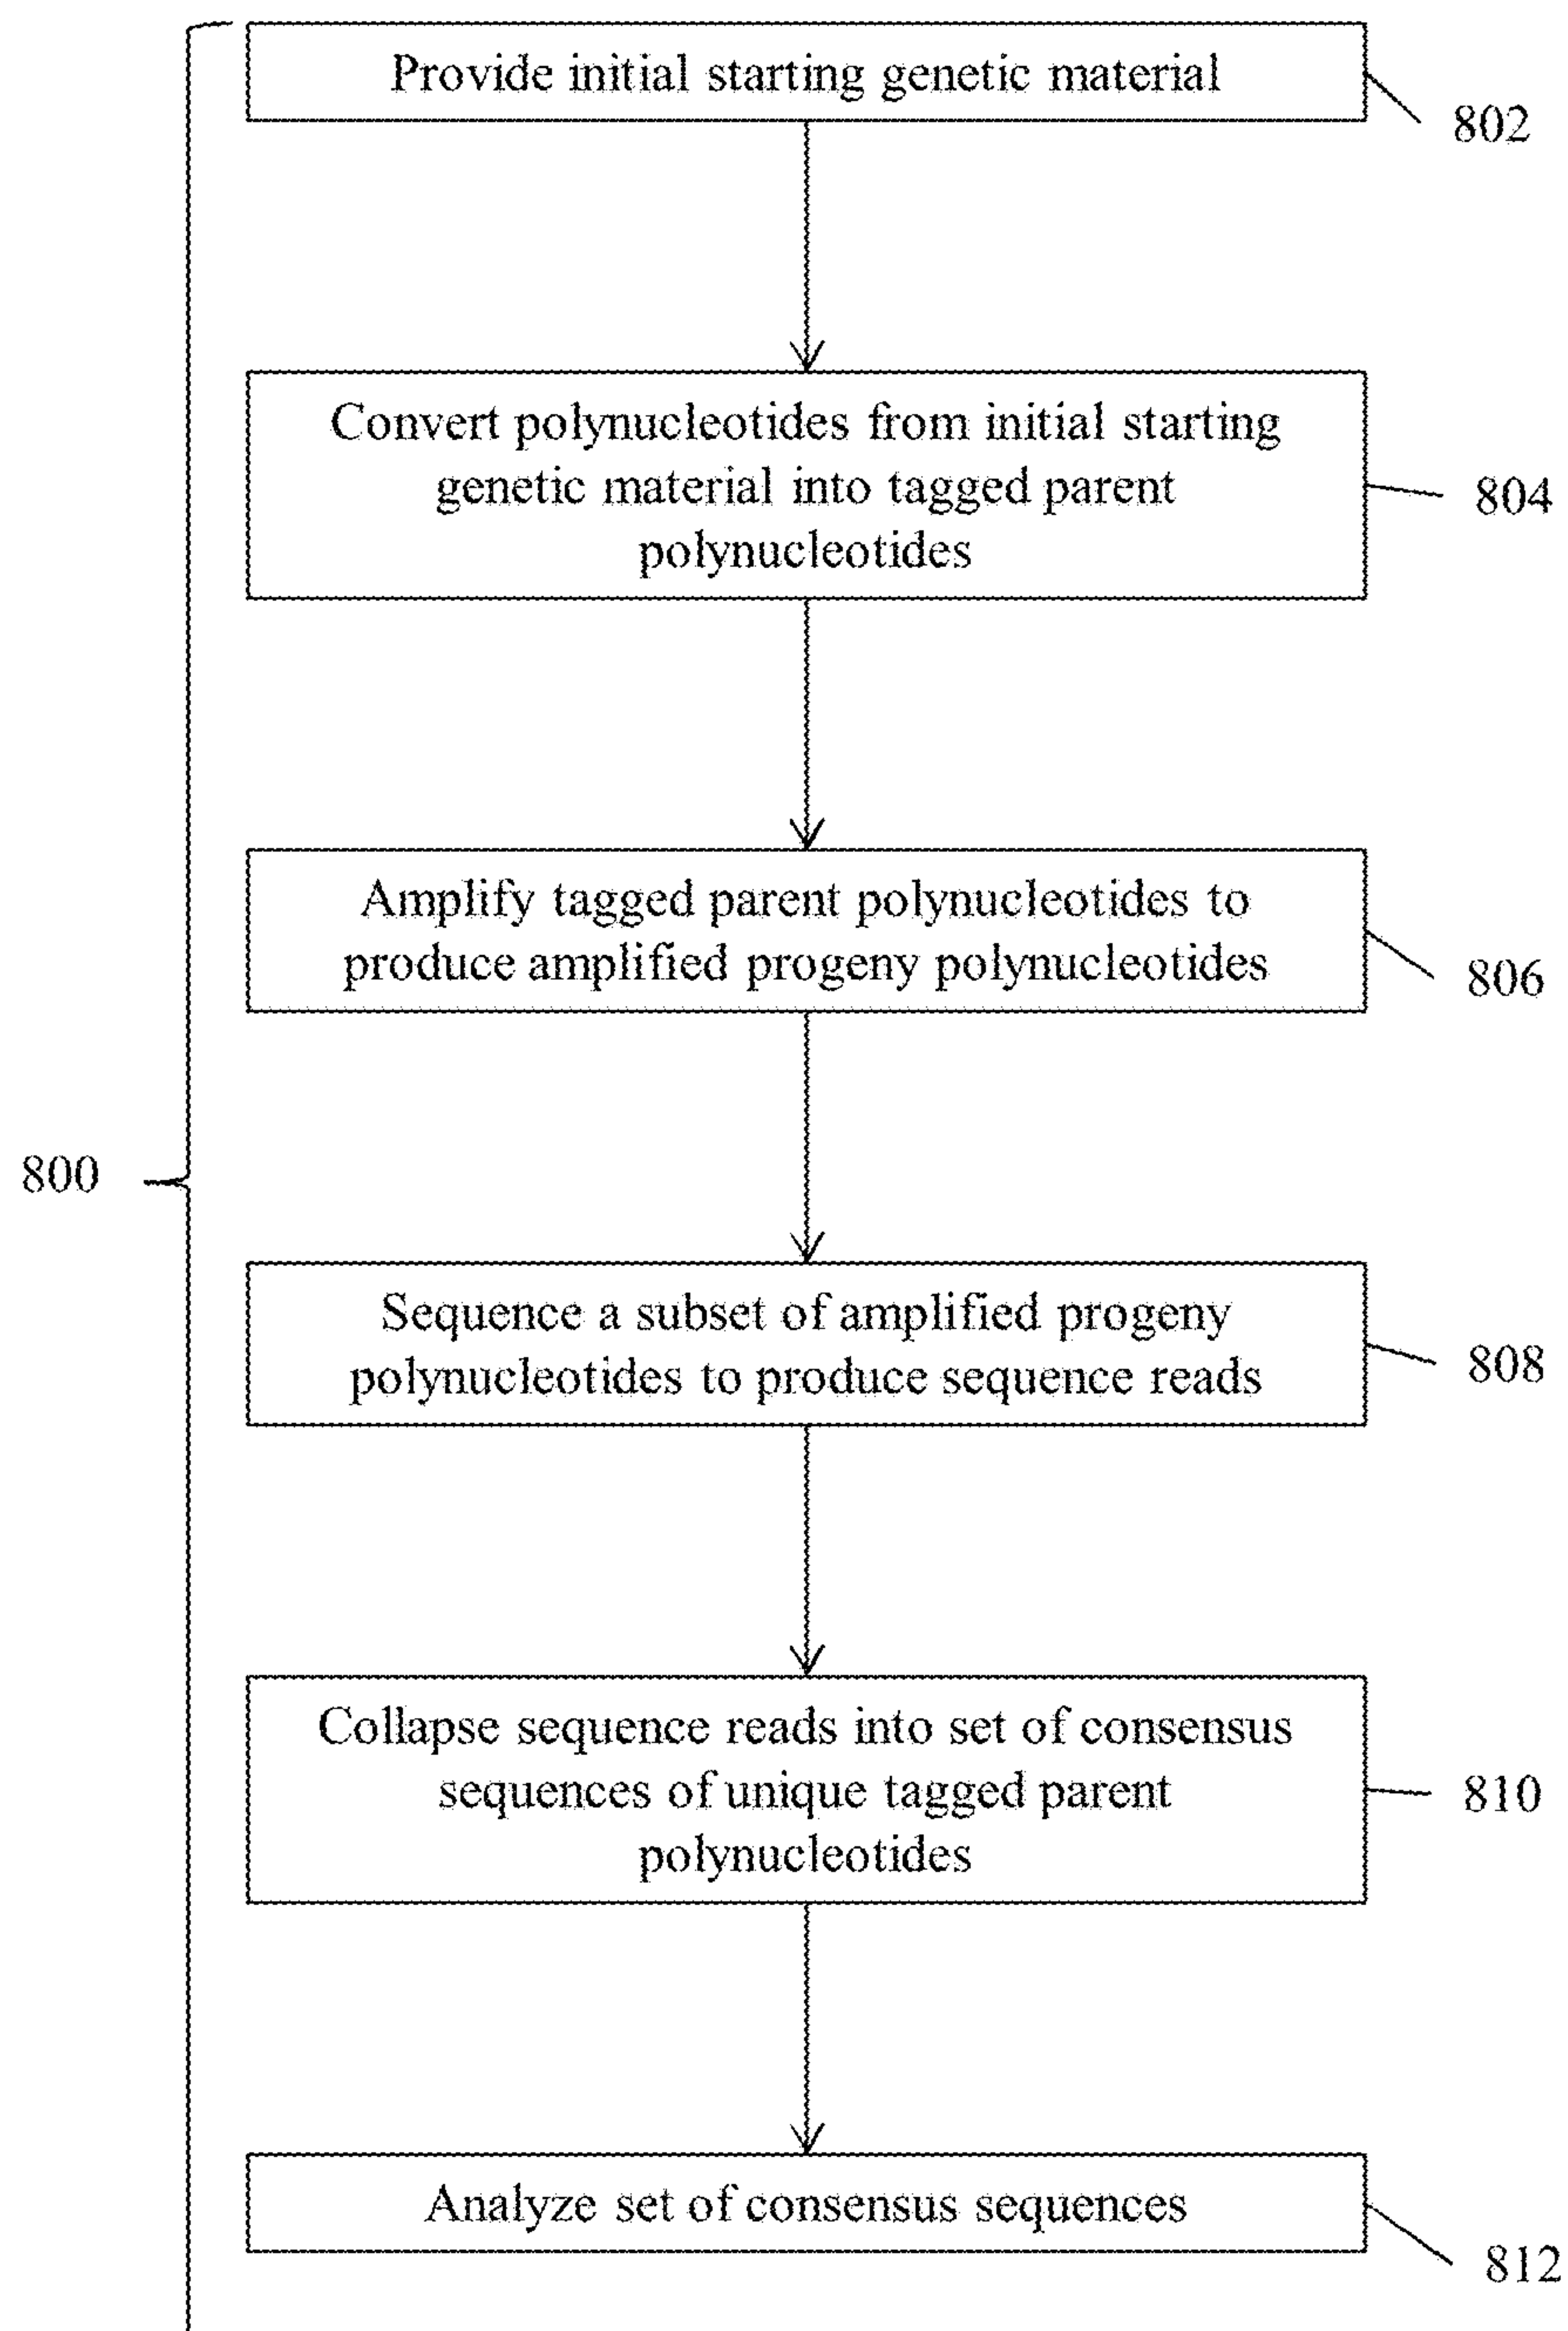 Provide initial starting genetic material
802
Convert polynucleotides from initial starting
genetic material into tagged parent
polynucleotides
804
Amplify tagged parent polynucleotides to
produce amplified progeny polynucleotides
806
800
Sequence a subset of amplified progeny
polynucleotides to produce sequence reads
808
Collapse sequence reads into set of consensus
sequences of unique tagged parent
polynucleotides
810
Analyze set of consensus sequences
812